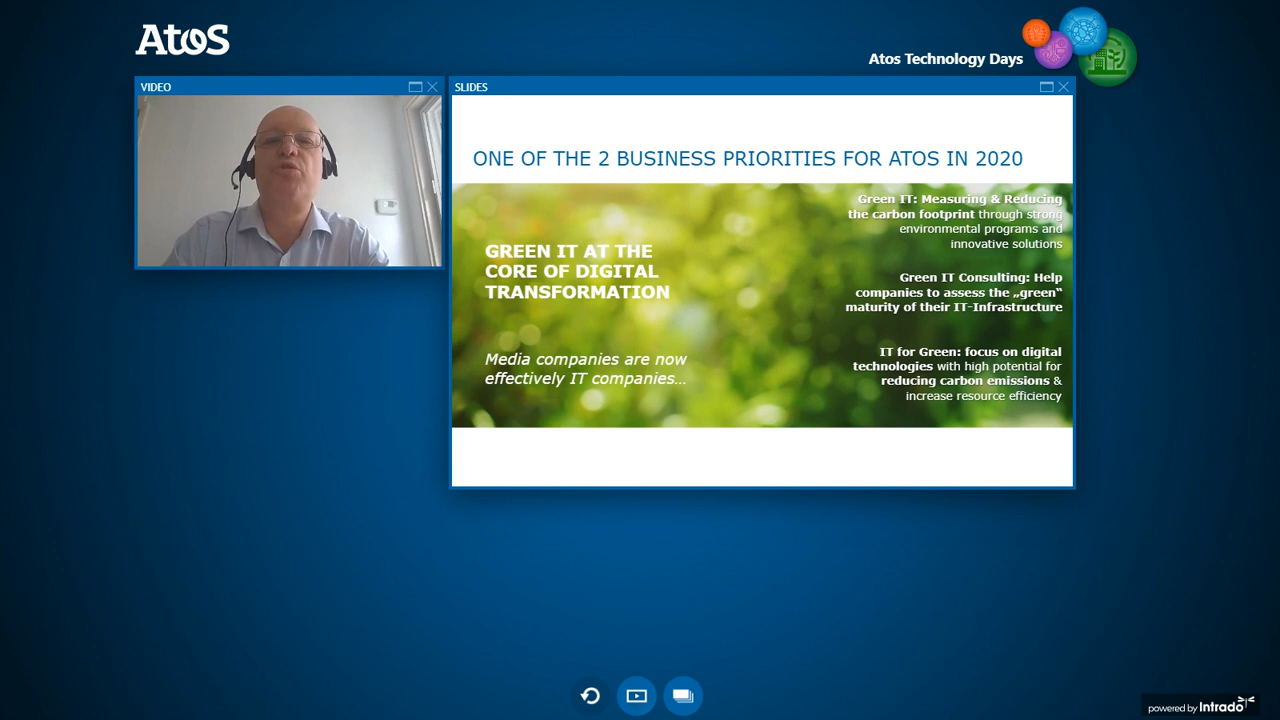 Atos
Atos Technology Days
VIDEO
SLIDES
ONE OF THE 2 BUSINESS PRIORITIES FOR ATOS IN 2020
GREEN IT AT THE
CORE OF DIGITAL
TRANSFORMATION
Media companies are now
effectively IT companies...
Green IT: Measuring & Reducing
the carbon footprint through strong
environmental programs and
innovative solutions
Green IT Consulting: Help
companies to assess the „green“
maturity of their IT-Infrastructure
IT for Green: focus on digital
technologies with high potential for
reducing carbon emissions &
increase resource efficiency
powered by Intrado